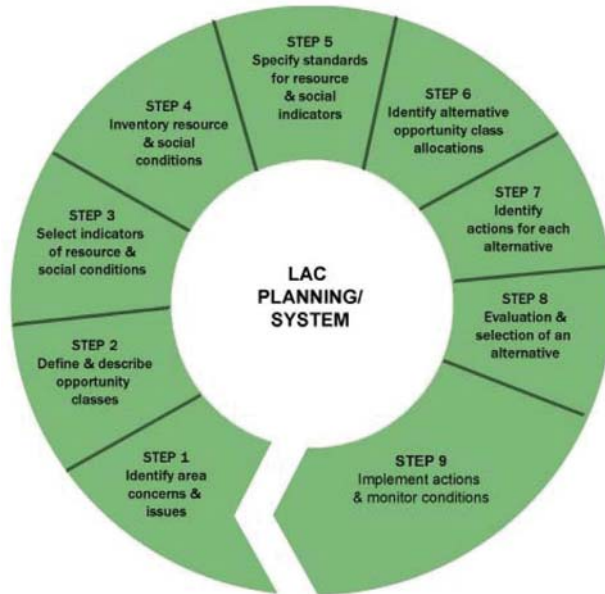 LAC
PLANNING/
SYSTEM
STEP 1
Identify area
concerns &
issues
STEP 2
Define & describe
opportunity
classes
STEP 3
Select indicators
of resource &
social conditions
STEP 4
Inventory resource
& social
conditions
STEP 5
Specify standards
for resource
& social
indicators
STEP 6
Identify alternative
opportunity class
allocations
STEP 7
Identify
actions for each
alternative
STEP 8
Evaluation &
selection of an
alternative
STEP 9
Implement actions
& monitor conditions